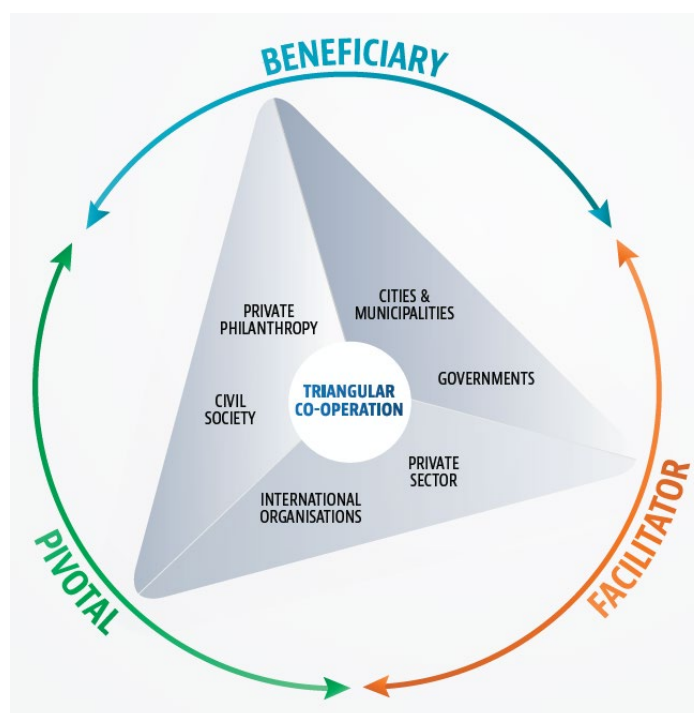 BENEFICIARY
PRIVATE
PHILANTHROPY
CITIES &
MUNICIPALITIES
GOVERNMENTS
CIVIL
SOCIETY
TRIANGULAR
CO-OPERATION
PRIVATE
SECTOR
INTERNATIONAL
ORGANISATIONS
PIVOTAL
FACILITATOR